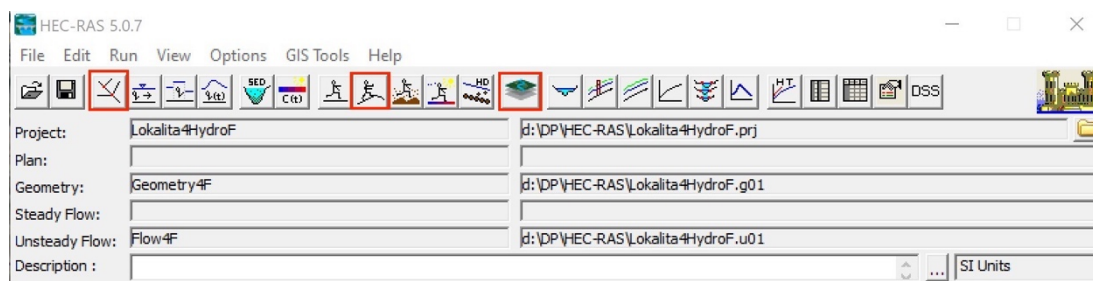 HEC-RAS 5.0.7
File Edit Run View Options GIS Tools Help
SED C(t) HD HT DSS
Project: Lokalita4HydroF d:\DP\HEC-RAS\Lokalita4HydroF.prj
Plan:
Geometry: Geometry4F d:\DP\HEC-RAS\Lokalita4HydroF.g01
Steady Flow:
Unsteady Flow: Flow4F d:\DP\HEC-RAS\Lokalita4HydroF.u01
Description : ... SI Units